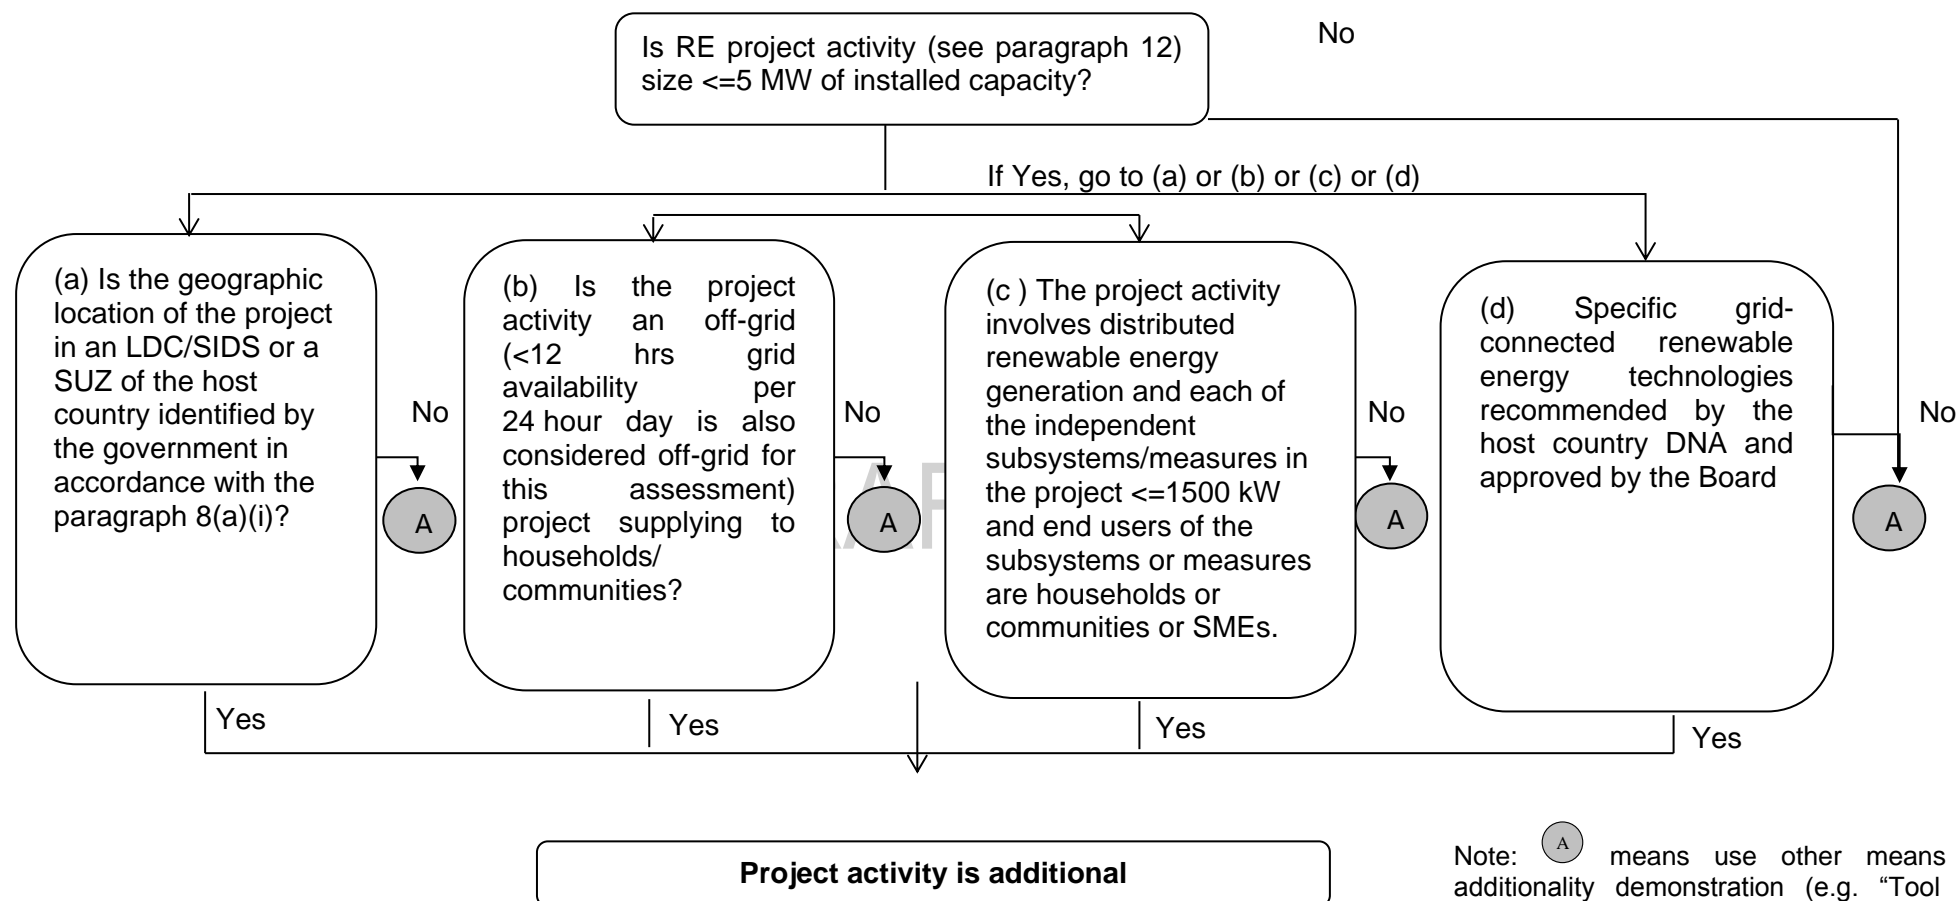 Is RE project activity (see paragraph 12)
size <=5 MW of installed capacity?
No
If Yes, go to (a) or (b) or (c) or (d)
(a) Is the geographic
location of the project
in an LDC/SIDS or a
SUZ of the host
country identified by
the government in
accordance with the
paragraph 8(a)(i)?
No
A
(b) Is the project
activity an off-grid
(<12 hrs grid
availability per
24 hour day is also
considered off-grid for
this assessment)
project supplying to
households/
communities?
No
A
(c ) The project activity
involves distributed
renewable energy
generation and each of
the independent
subsystems/measures in
the project <=1500 kW
and end users of the
subsystems or measures
are households or
communities or SMEs.
No
A
(d) Specific grid-
connected renewable
energy technologies
recommended by the
host country DNA and
approved by the Board
No
A
Yes
Yes
Yes
Yes
Project activity is additional
Note: A means use other means
additionality demonstration (e.g. “Tool